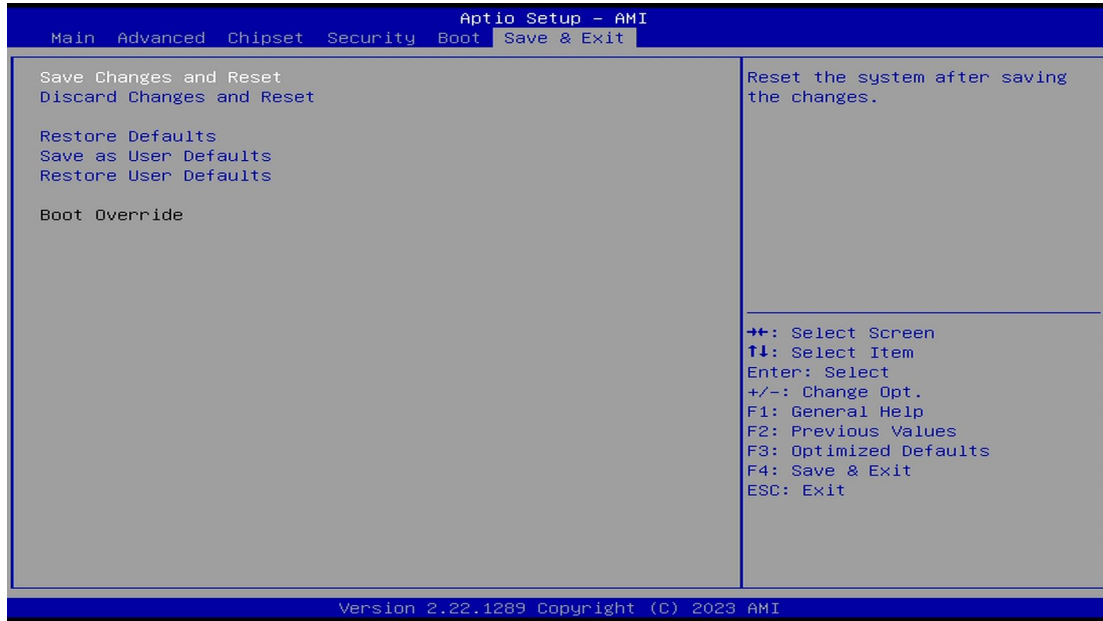 Aptio Setup – AMI
Main Advanced Chipset Security Boot Save & Exit
Save Changes and Reset
Discard Changes and Reset
Restore Defaults
Save as User Defaults
Restore User Defaults
Boot Override
Reset the system after saving
the changes.
→←: Select Screen
↑↓: Select Item
Enter: Select
+/-: Change Opt.
F1: General Help
F2: Previous Values
F3: Optimized Defaults
F4: Save & Exit
ESC: Exit
Version 2.22.1289 Copyright (C) 2023 AMI